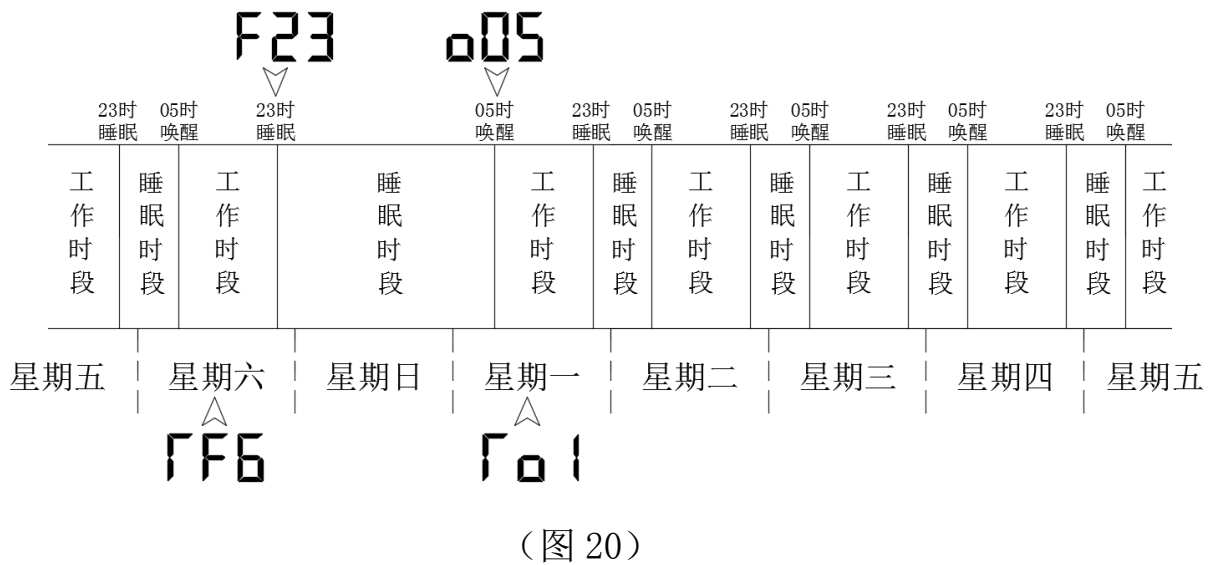 F23 o05
23时 05时 23时 05时 23时 05时 23时 05时 23时 05时 23时 05时
睡眠 唤醒 睡眠 唤醒 睡眠 唤醒 睡眠 唤醒 睡眠 唤醒 睡眠 唤醒
工作时段 睡眠时段 工作时段 睡眠时段 工作时段 睡眠时段 工作时段 睡眠时段 工作时段 睡眠时段 工作时段 睡眠时段 工作时段
星期五 星期六 星期日 星期一 星期二 星期三 星期四 星期五
TF6 To1
（图 20）